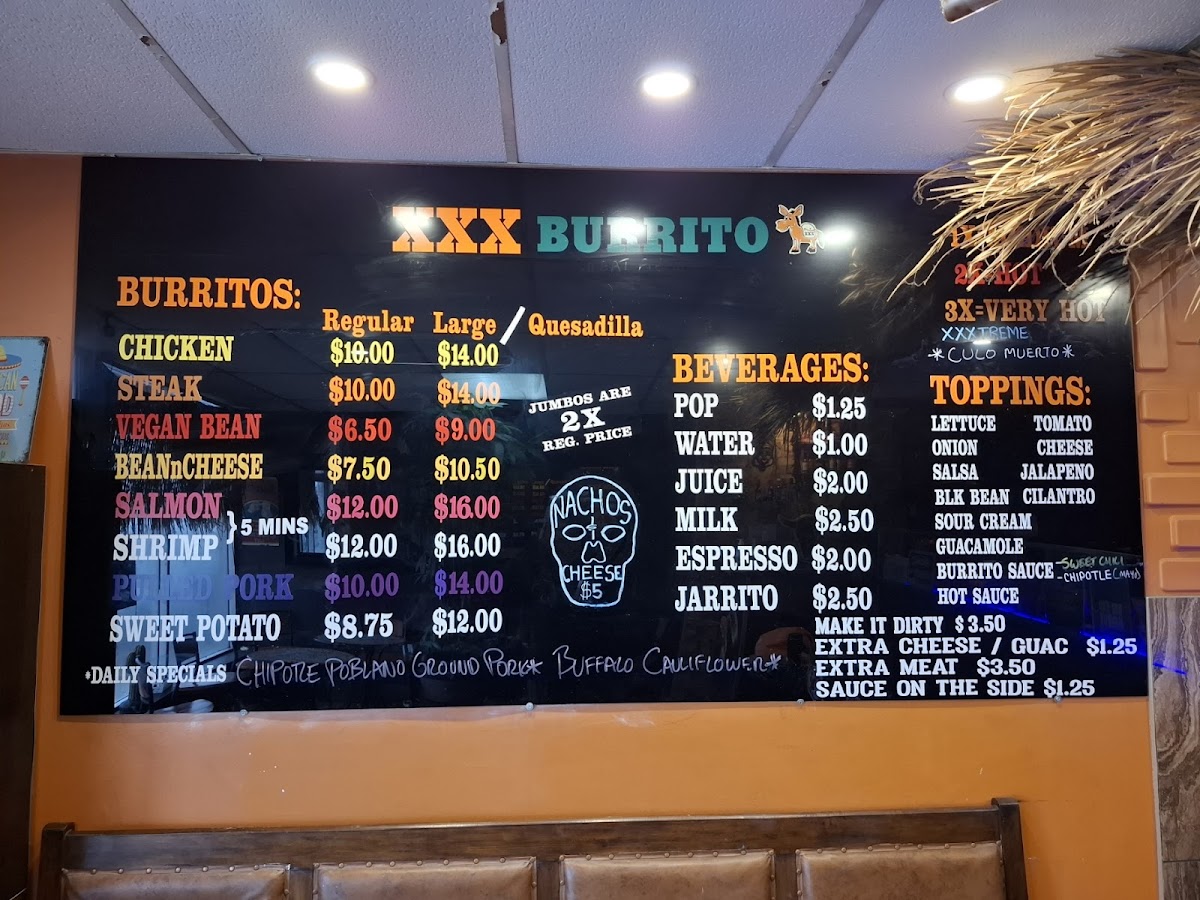 XXX BURRITO
BURRITOS:
Regular Large / Quesadilla
CHICKEN $10.00 $14.00
STEAK $10.00 $14.00
VEGAN BEAN $6.50 $9.00
BEANnCHEESE $7.50 $10.50
SALMON $12.00 $16.00
} 5 MINS
SHRIMP $12.00 $16.00
PULLED PORK $10.00 $14.00
SWEET POTATO $8.75 $12.00
*DAILY SPECIALS CHIPOTLE POBLANO GROUND PORK* BUFFALO CAULIFLOWER*
JUMBOS ARE
2X
REG. PRICE
NACHOS
&
CHEESE
$5
BEVERAGES:
POP $1.25
WATER $1.00
JUICE $2.00
MILK $2.50
ESPRESSO $2.00
JARRITO $2.50
2X=HOT
3X=VERY HOT
XXXTREME
*CULO MUERTO*
TOPPINGS:
LETTUCE TOMATO
ONION CHEESE
SALSA JALAPENO
BLK BEAN CILANTRO
SOUR CREAM
GUACAMOLE
BURRITO SAUCE -SWEET CHILI
-CHIPOTLE (MAYO)
HOT SAUCE
MAKE IT DIRTY $3.50
EXTRA CHEESE / GUAC $1.25
EXTRA MEAT $3.50
SAUCE ON THE SIDE $1.25